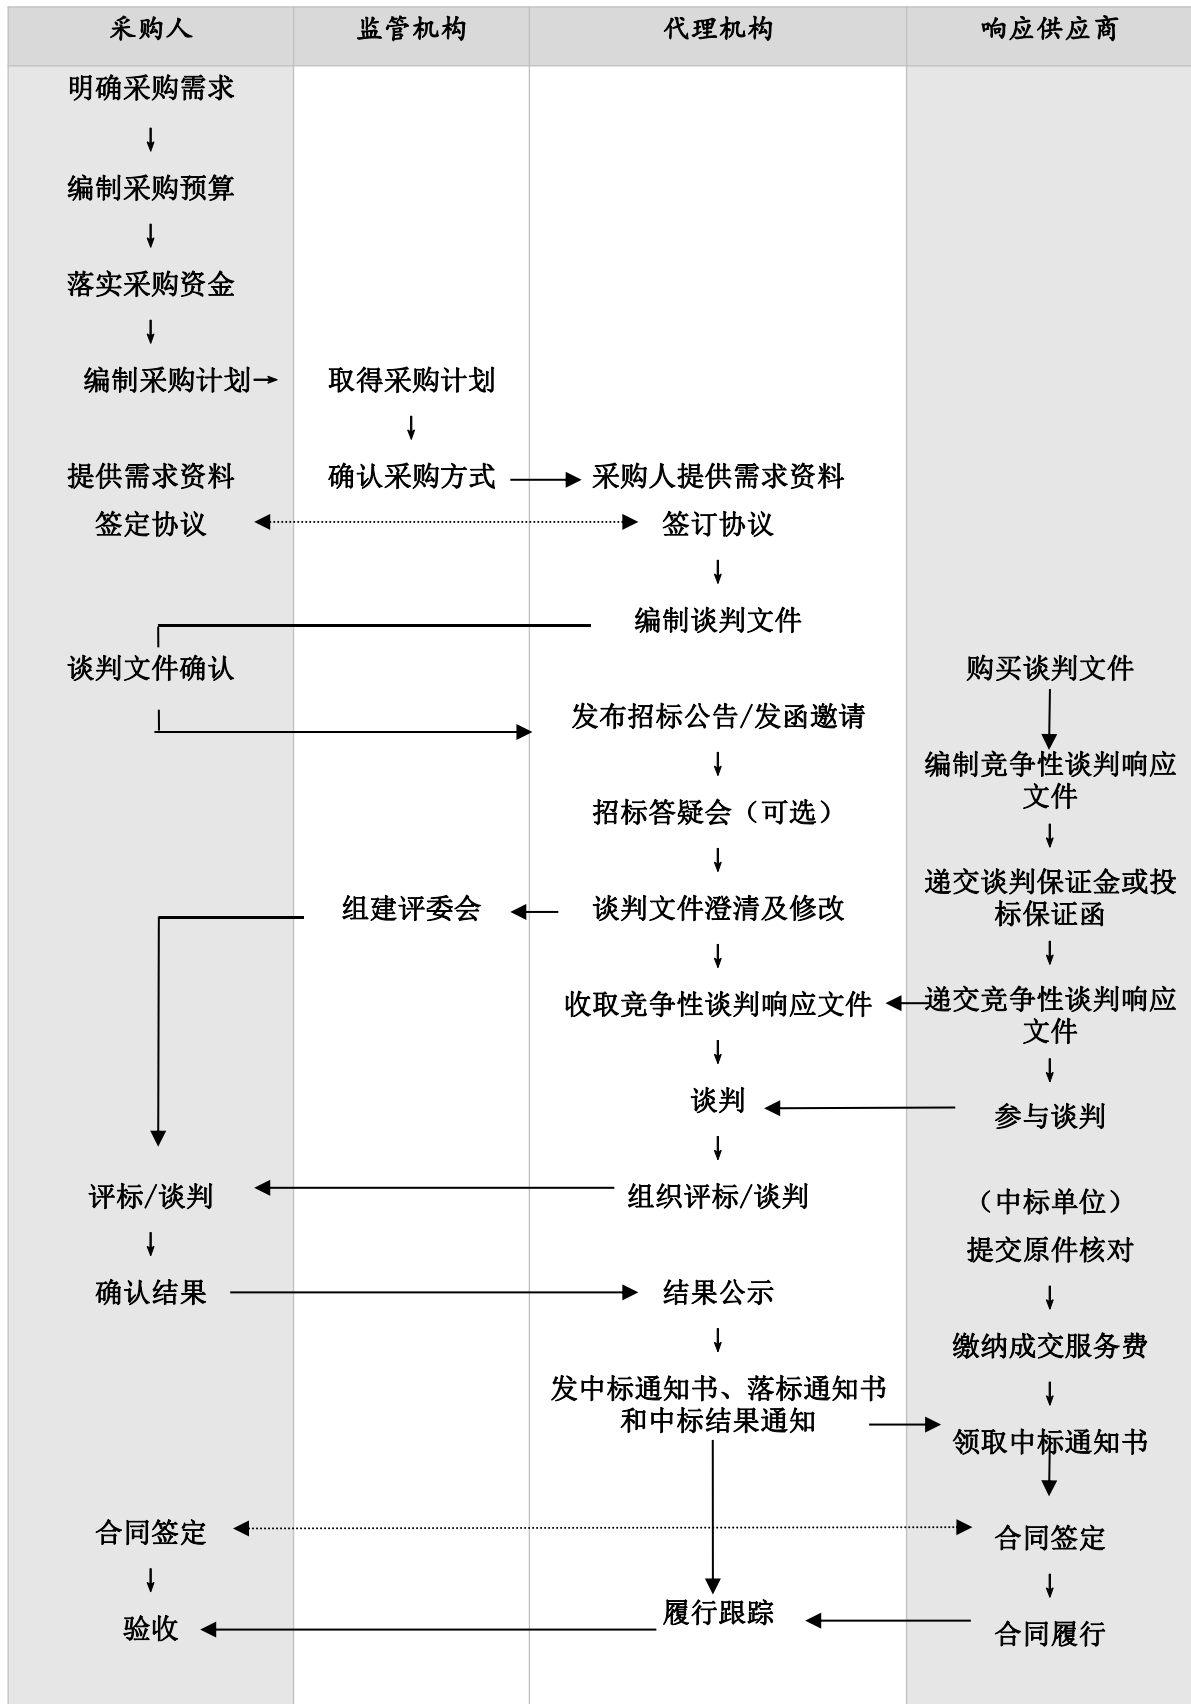 采购人 监管机构 代理机构 响应供应商
明确采购需求
↓
编制采购预算
↓
落实采购资金
↓
编制采购计划→ 取得采购计划
↓
提供需求资料 确认采购方式 采购人提供需求资料
签定协议 签订协议
↓
编制谈判文件
谈判文件确认 购买谈判文件
发布招标公告/发函邀请
↓
编制竞争性谈判响应
文件
招标答疑会（可选）
↓
↓
递交谈判保证金或投
标保证函
组建评委会 谈判文件澄清及修改
↓
↓
收取竞争性谈判响应文件 递交竞争性谈判响应
文件
↓
↓
谈判 参与谈判
↓
评标/谈判 组织评标/谈判 （中标单位）
↓
提交原件核对
确认结果 结果公示
↓
↓
缴纳成交服务费
↓
发中标通知书、落标通知书
和中标结果通知
领取中标通知书
合同签定 合同签定
↓
↓
验收 履行跟踪 合同履行